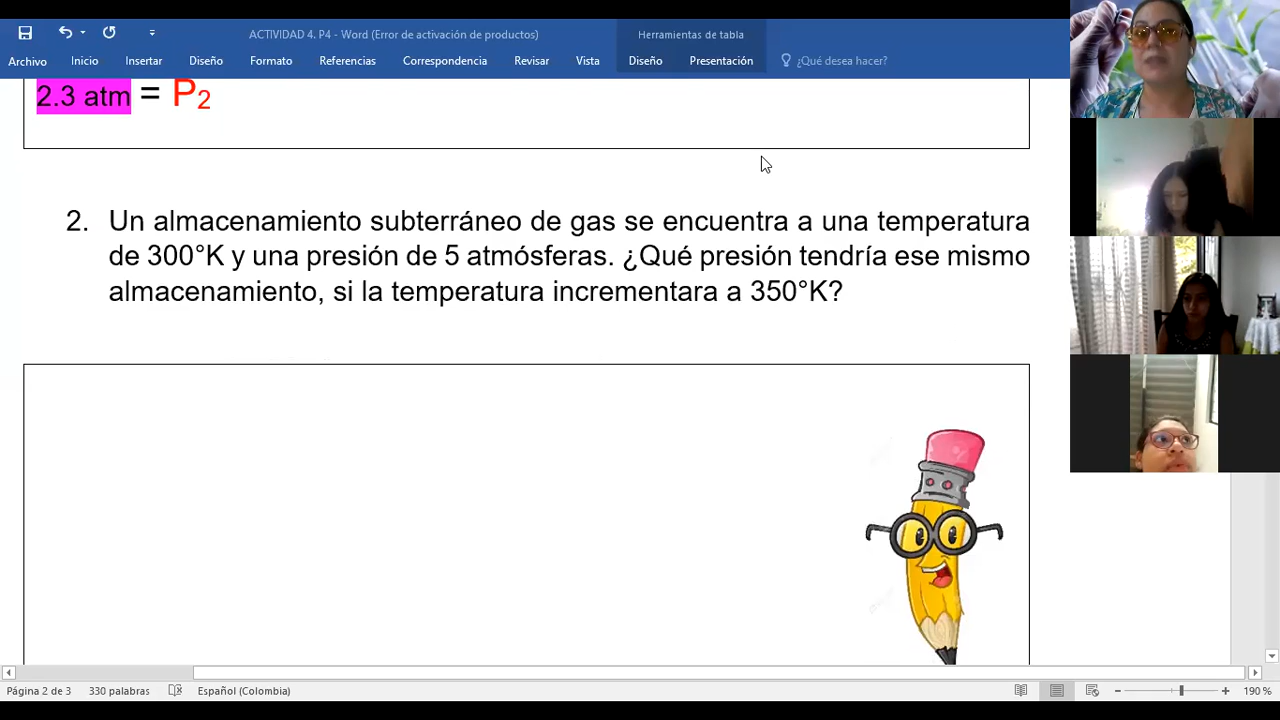 ACTIVIDAD 4. P4 - Word (Error de activación de productos)
Herramientas de tabla
Archivo Inicio Insertar Diseño Formato Referencias Correspondencia Revisar Vista Diseño Presentación ¿Qué desea hacer?
2.3 atm = P2
2. Un almacenamiento subterráneo de gas se encuentra a una temperatura
de 300°K y una presión de 5 atmósferas. ¿Qué presión tendría ese mismo
almacenamiento, si la temperatura incrementara a 350°K?
Página 2 de 3 330 palabras Español (Colombia) 190 %